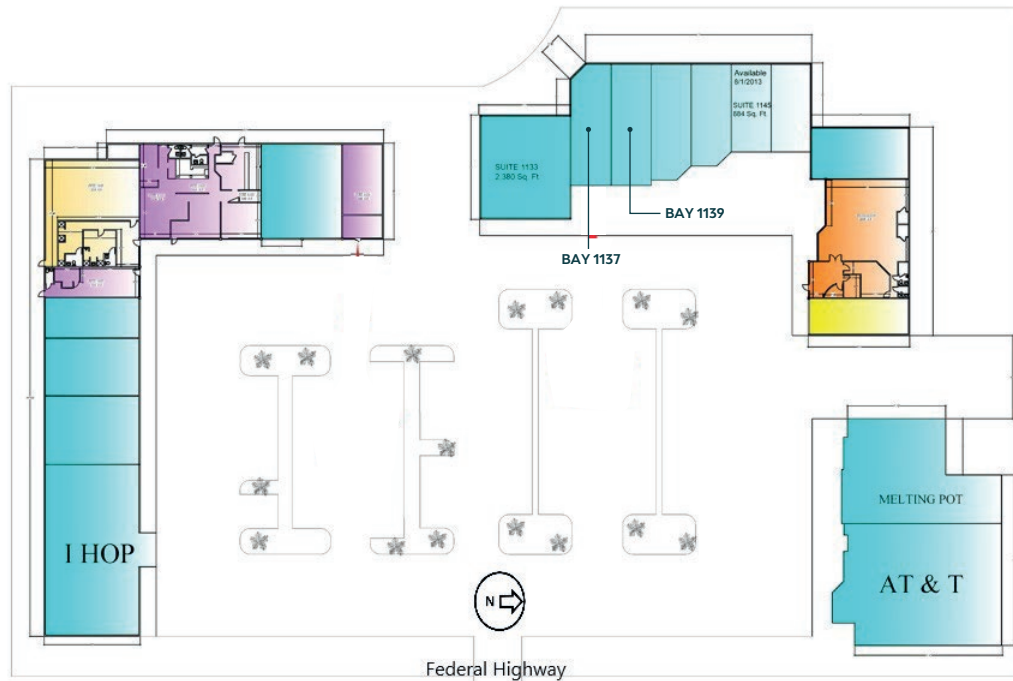 Available
8/1/2013
SUITE 1145
684 Sq. Ft
SUITE 1133
2,380 Sq. Ft
BAY 1139
BAY 1137
MELTING POT
I HOP
AT & T
N
Federal Highway